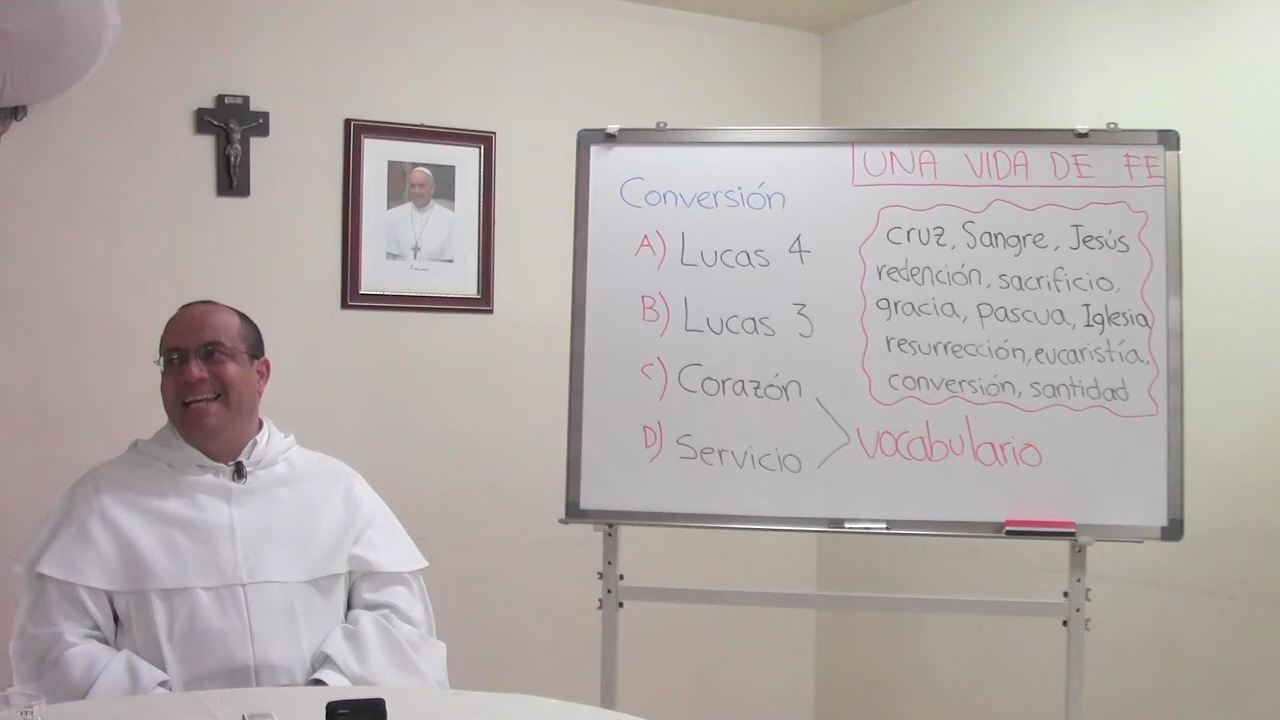 UNA VIDA DE FE
Conversión
A) Lucas 4
B) Lucas 3
C) Corazón
D) Servicio
cruz, Sangre, Jesús
redención, sacrificio,
gracia, pascua, Iglesia
resurrección, eucaristía,
conversión, santidad
vocabulario